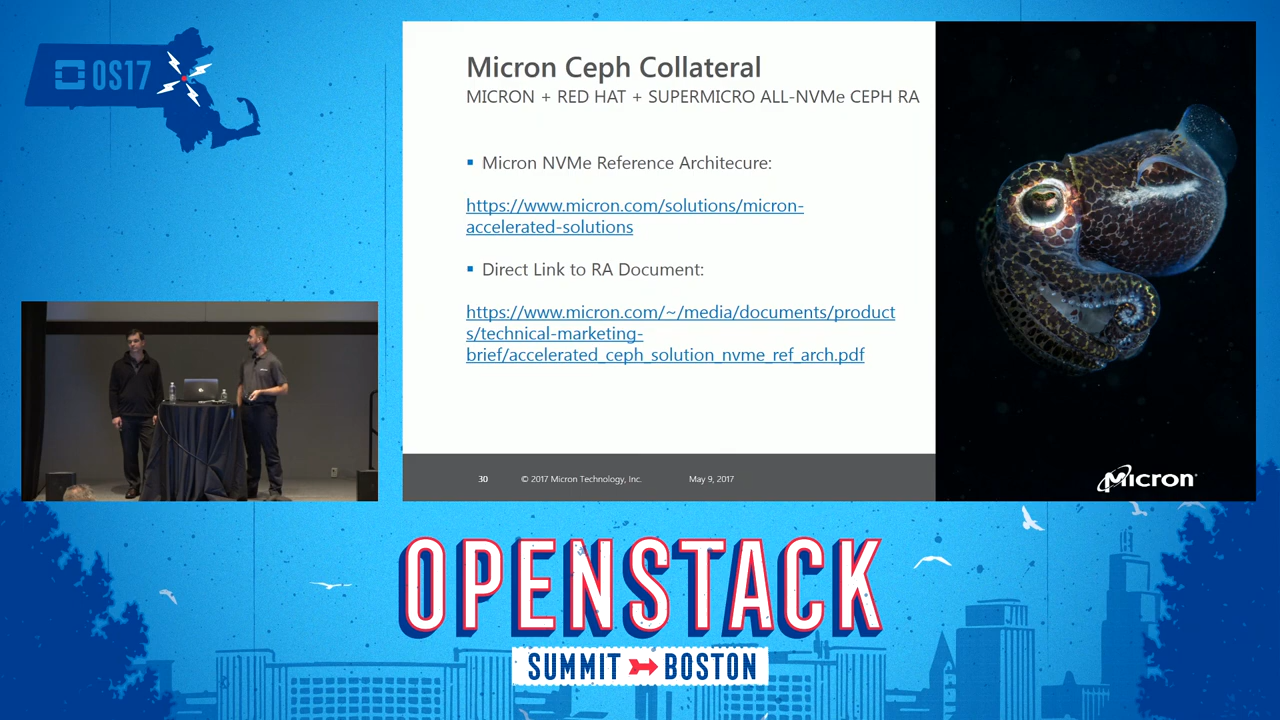 OS17
Micron Ceph Collateral
MICRON + RED HAT + SUPERMICRO ALL-NVMe CEPH RA
Micron NVMe Reference Architecure:
https://www.micron.com/solutions/micron-
accelerated-solutions
Direct Link to RA Document:
https://www.micron.com/~/media/documents/product
s/technical-marketing-
brief/accelerated_ceph_solution_nvme_ref_arch.pdf
30 © 2017 Micron Technology, Inc. May 9, 2017
Micron
OPENSTACK
SUMMIT BOSTON